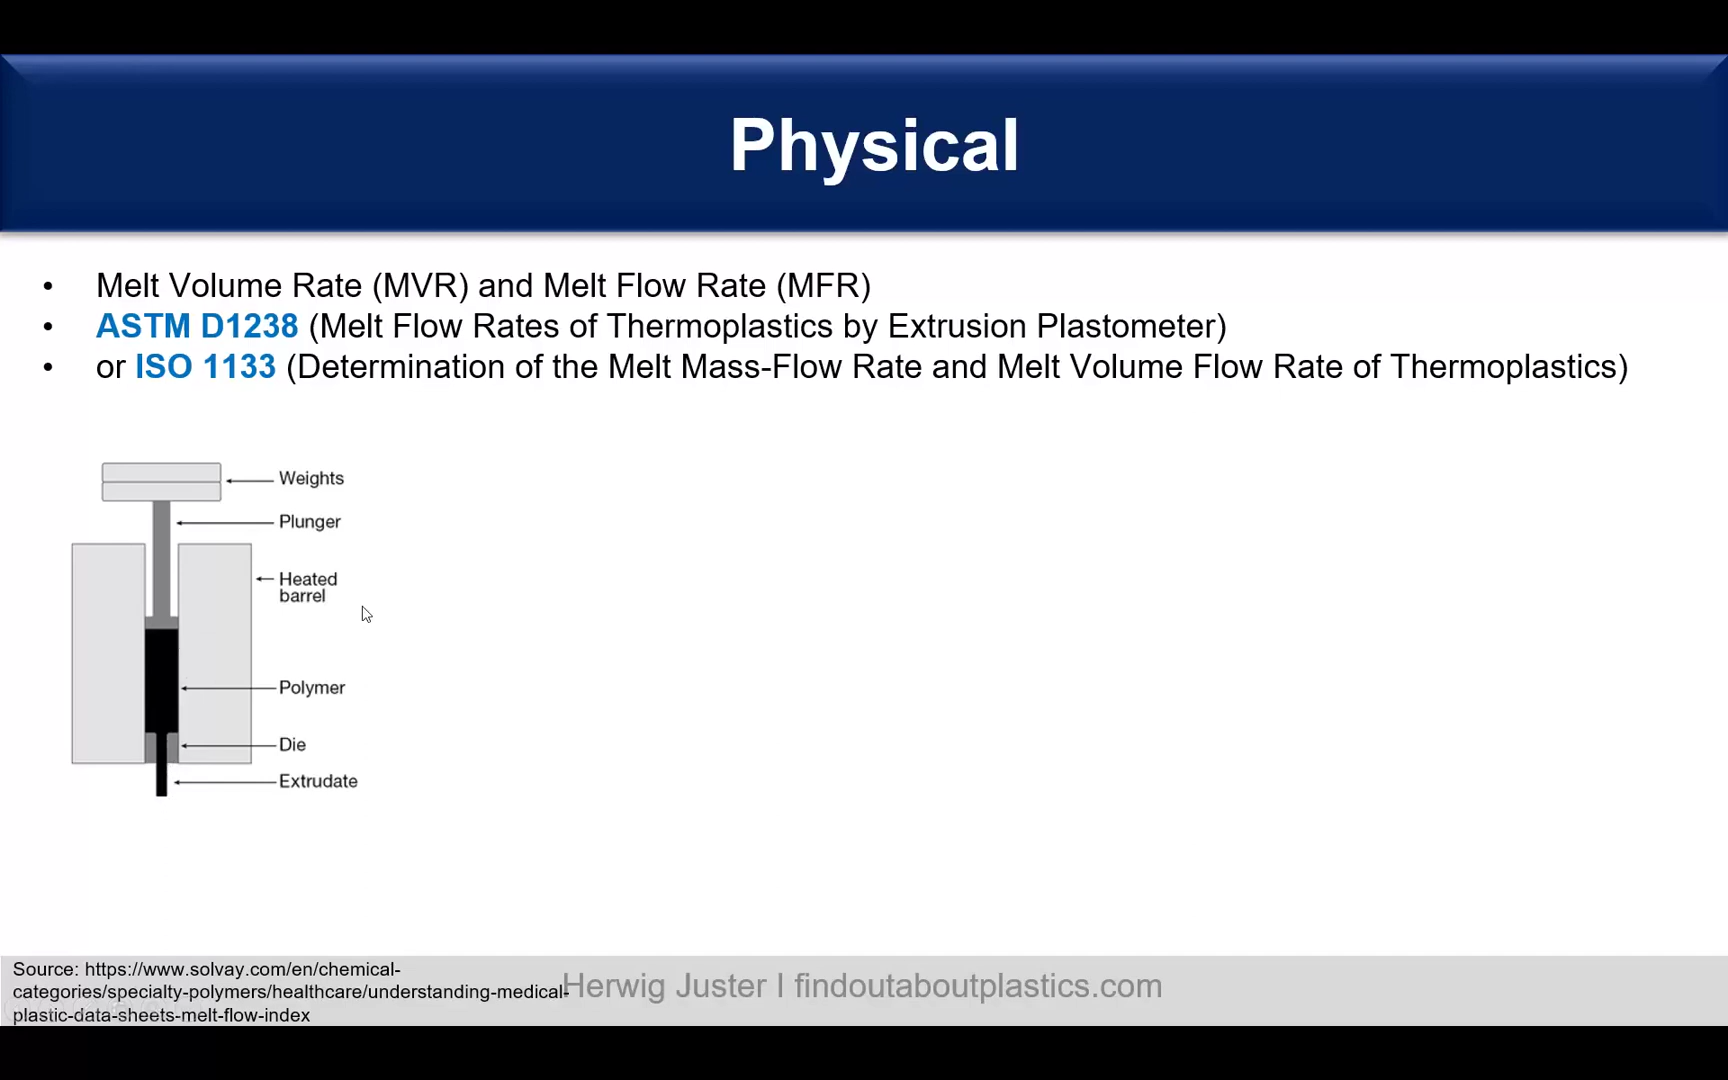 Physical
• Melt Volume Rate (MVR) and Melt Flow Rate (MFR)
• ASTM D1238 (Melt Flow Rates of Thermoplastics by Extrusion Plastometer)
• or ISO 1133 (Determination of the Melt Mass-Flow Rate and Melt Volume Flow Rate of Thermoplastics)
Weights
Plunger
Heated
barrel
Polymer
Die
Extrudate
Source: https://www.solvay.com/en/chemical-
categories/specialty-polymers/healthcare/understanding-medical-
plastic-data-sheets-melt-flow-index
Herwig Juster I findoutaboutplastics.com